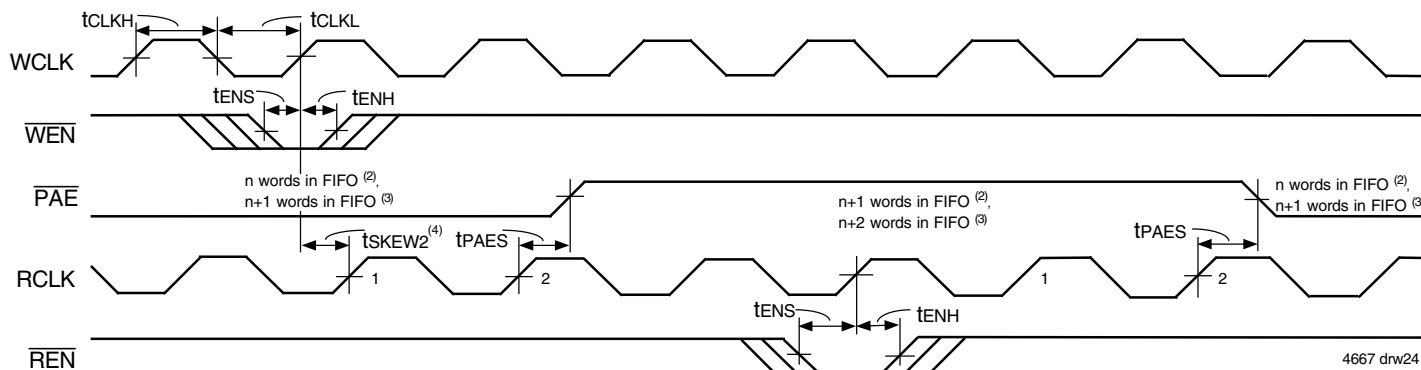 tCLKH tCLKL
WCLK
tENS tENH
WEN
n words in FIFO (2),
n+1 words in FIFO (3)
PAE
n+1 words in FIFO (2),
n+2 words in FIFO (3)
n words in FIFO (2),
n+1 words in FIFO (3
tSKEW2(4) tPAES tPAES
RCLK 1 2 1 2
tENS tENH
REN
4667 drw24